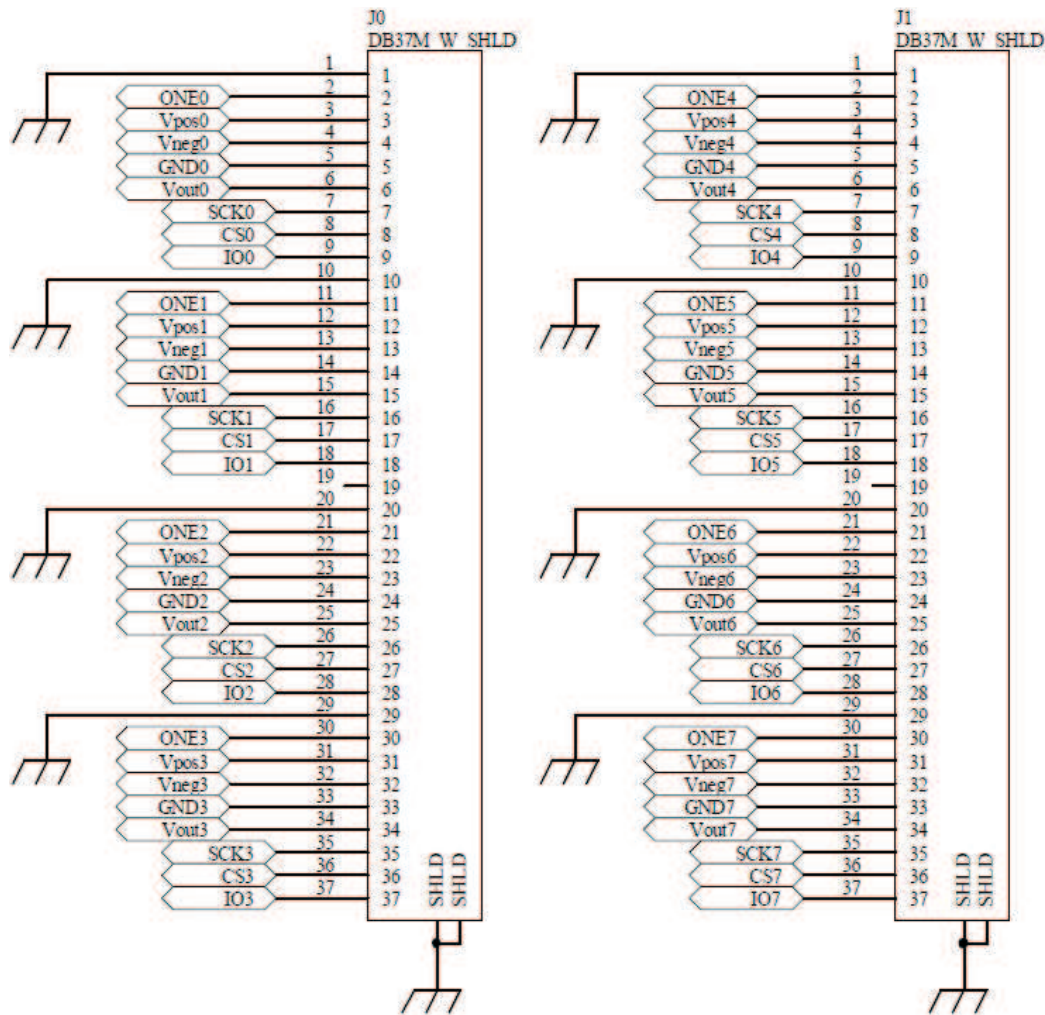 J0
DB37M_W_SHLD
1 1
ONE0 2 2
Vpos0 3 3
Vneg0 4 4
GND0 5 5
Vout0 6 6
SCK0 7 7
CS0 8 8
IO0 9 9
10 10
ONE1 11 11
Vpos1 12 12
Vneg1 13 13
GND1 14 14
Vout1 15 15
SCK1 16 16
CS1 17 17
IO1 18 18
19 19
20 20
ONE2 21 21
Vpos2 22 22
Vneg2 23 23
GND2 24 24
Vout2 25 25
SCK2 26 26
CS2 27 27
IO2 28 28
29 29
ONE3 30 30
Vpos3 31 31
Vneg3 32 32
GND3 33 33
Vout3 34 34
SCK3 35 35
CS3 36 36
IO3 37 37
SHLD
SHLD
J1
DB37M_W_SHLD
1 1
ONE4 2 2
Vpos4 3 3
Vneg4 4 4
GND4 5 5
Vout4 6 6
SCK4 7 7
CS4 8 8
IO4 9 9
10 10
ONE5 11 11
Vpos5 12 12
Vneg5 13 13
GND5 14 14
Vout5 15 15
SCK5 16 16
CS5 17 17
IO5 18 18
19 19
20 20
ONE6 21 21
Vpos6 22 22
Vneg6 23 23
GND6 24 24
Vout6 25 25
SCK6 26 26
CS6 27 27
IO6 28 28
29 29
ONE7 30 30
Vpos7 31 31
Vneg7 32 32
GND7 33 33
Vout7 34 34
SCK7 35 35
CS7 36 36
IO7 37 37
SHLD
SHLD